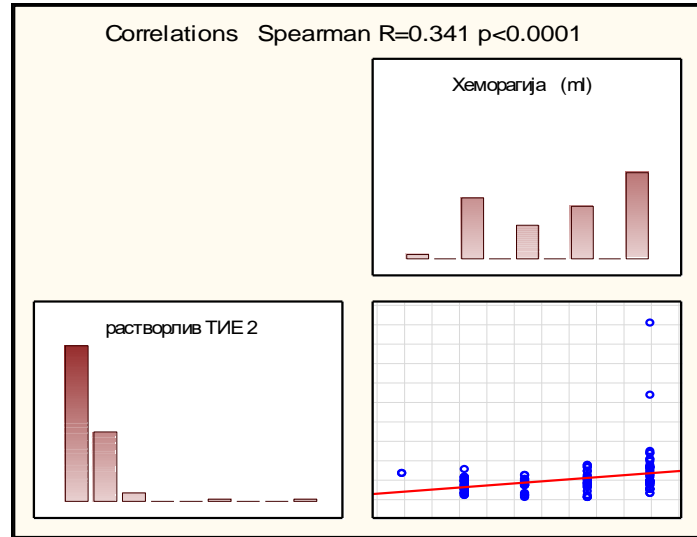 Correlations Spearman R=0.341 p<0.0001
Хеморагија (ml)
растворлив ТИЕ 2